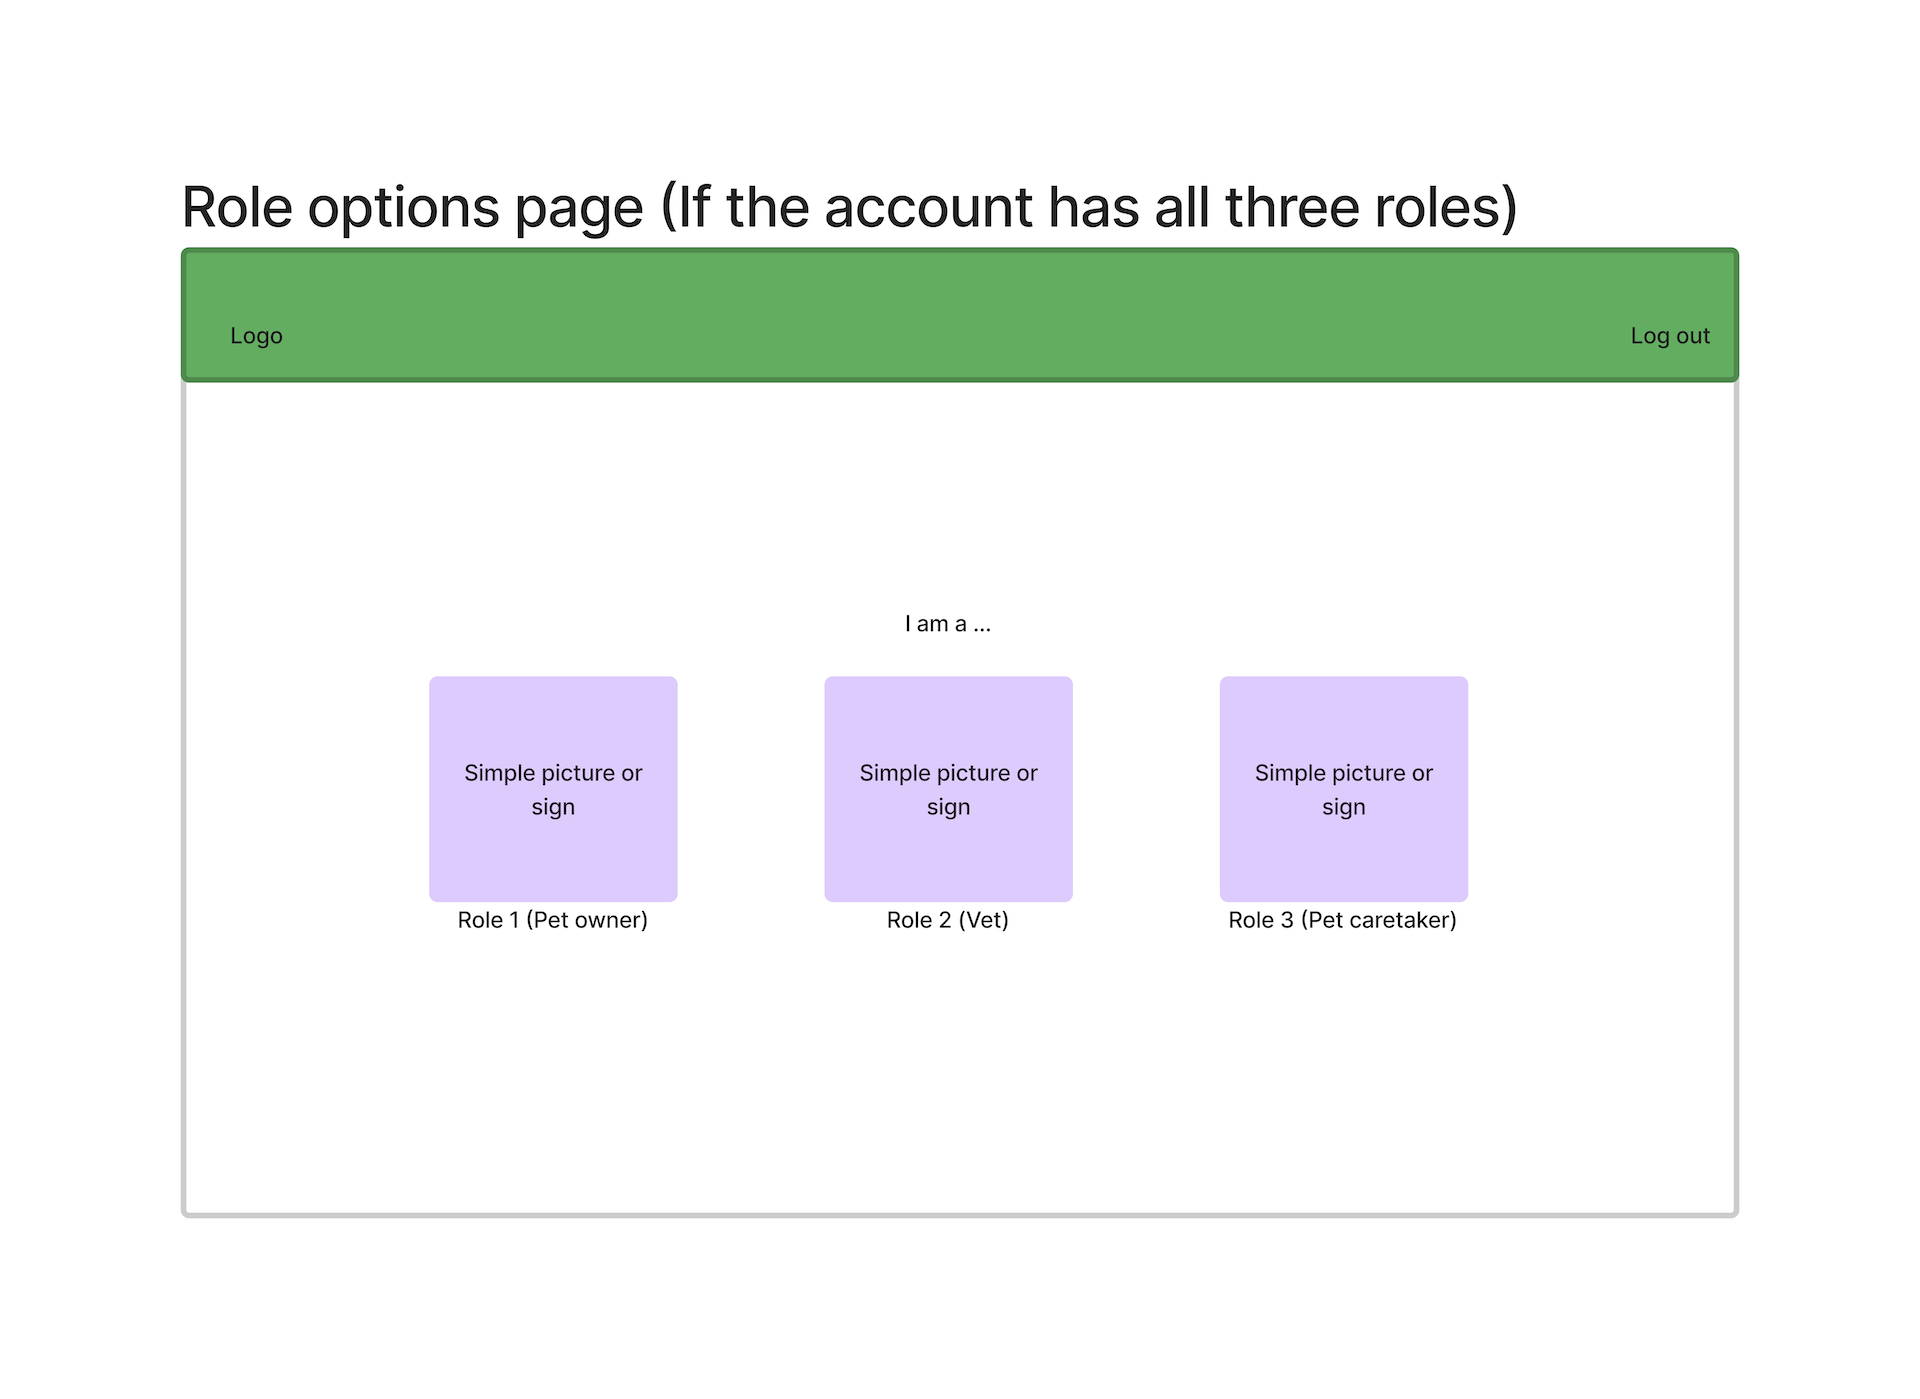 Role options page (If the account has all three roles)
Logo
Log out
I am a ...
Simple picture or
sign
Simple picture or
sign
Simple picture or
sign
Role 1 (Pet owner)
Role 2 (Vet)
Role 3 (Pet caretaker)